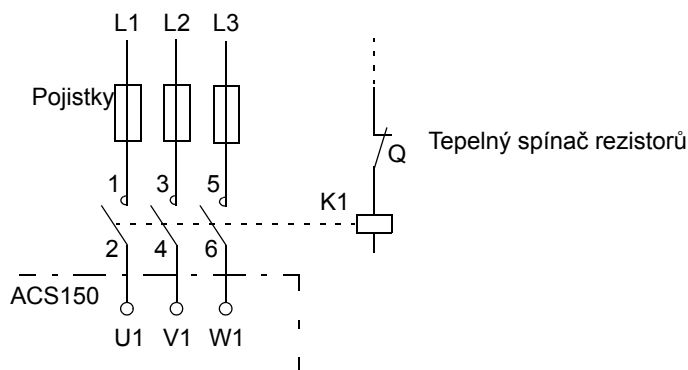 L1 L2 L3
Pojistky
Tepelný spínač rezistorů
Q
1 3 5
K1
2 4 6
ACS150
U1 V1 W1